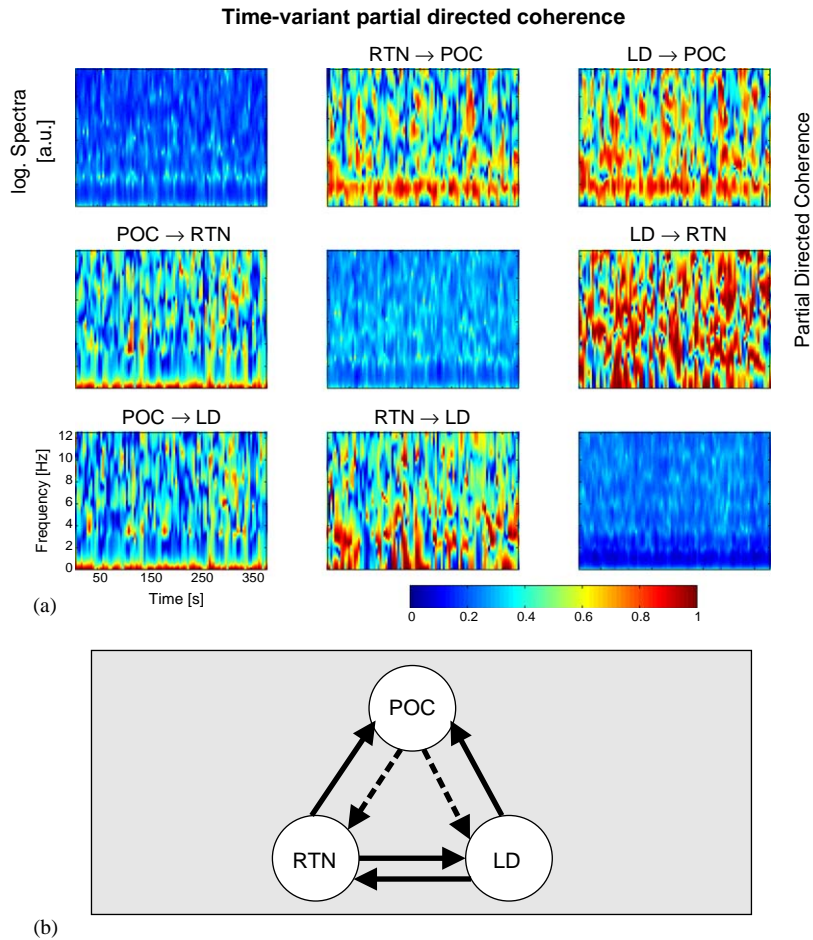 Time-variant partial directed coherence
log. Spectra
[a.u.]
RTN → POC
LD → POC
Partial Directed Coherence
POC → RTN
LD → RTN
POC → LD
RTN → LD
Frequency [Hz]
12
10
8
6
4
2
0
50 150 250 350
Time [s]
0 0.2 0.4 0.6 0.8 1
(a)
POC
RTN
LD
(b)